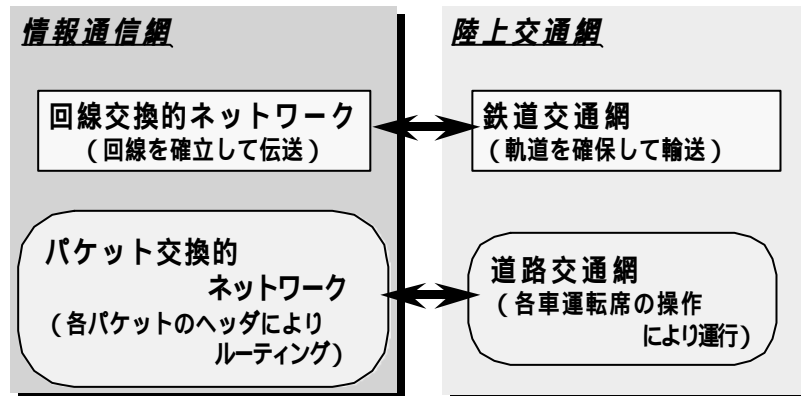 情報通信網
回線交換的ネットワーク
(回線を確立して伝送)
パケット交換的
ネットワーク
(各パケットのヘッダにより
ルーティング)
陸上交通網
鉄道交通網
(軌道を確保して輸送)
道路交通網
(各車運転席の操作
により運行)